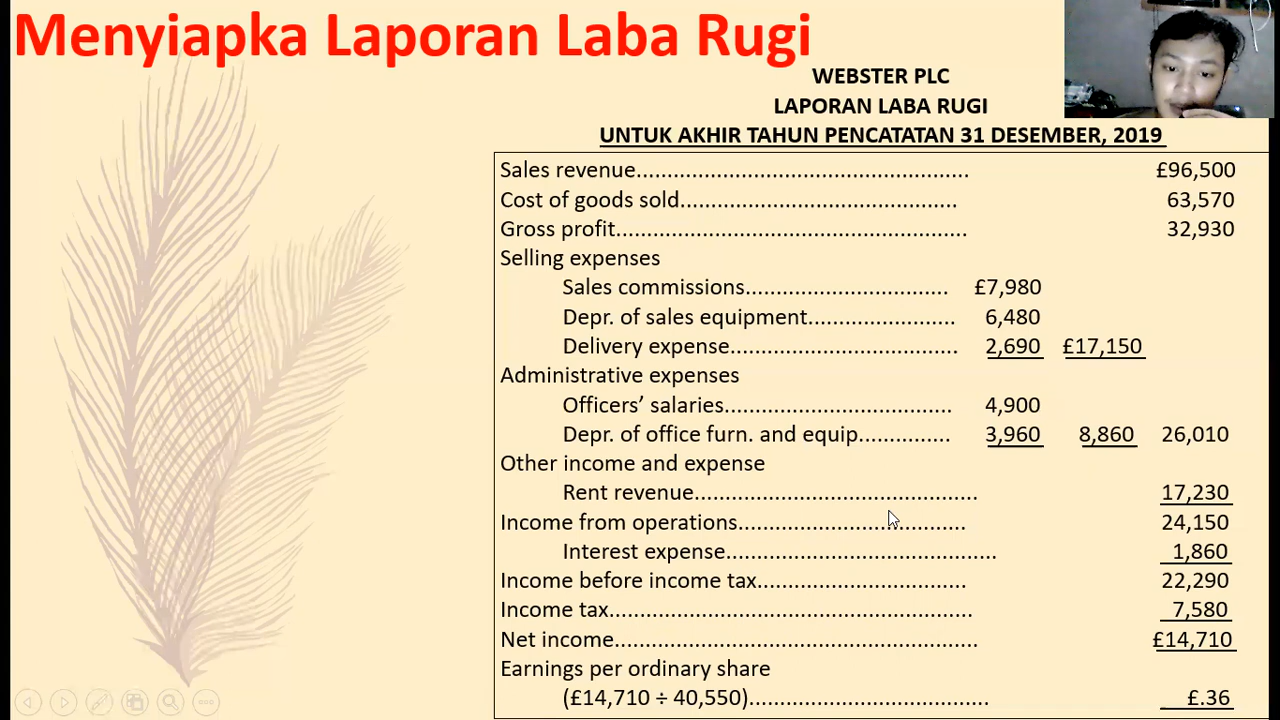 Menyiapka Laporan Laba Rugi
WEBSTER PLC
LAPORAN LABA RUGI
UNTUK AKHIR TAHUN PENCATATAN 31 DESEMBER, 2019
Sales revenue........................................................ £96,500
Cost of goods sold............................................... 63,570
Gross profit........................................................... 32,930
Selling expenses
Sales commissions.................................. £7,980
Depr. of sales equipment......................... 6,480
Delivery expense....................................... 2,690 £17,150
Administrative expenses
Officers’ salaries....................................... 4,900
Depr. of office furn. and equip............... 3,960 8,860 26,010
Other income and expense
Rent revenue................................................ 17,230
Income from operations....................................... 24,150
Interest expense.............................................. 1,860
Income before income tax................................... 22,290
Income tax............................................................. 7,580
Net income............................................................. £14,710
Earnings per ordinary share
(£14,710 ÷ 40,550)......................................... £.36